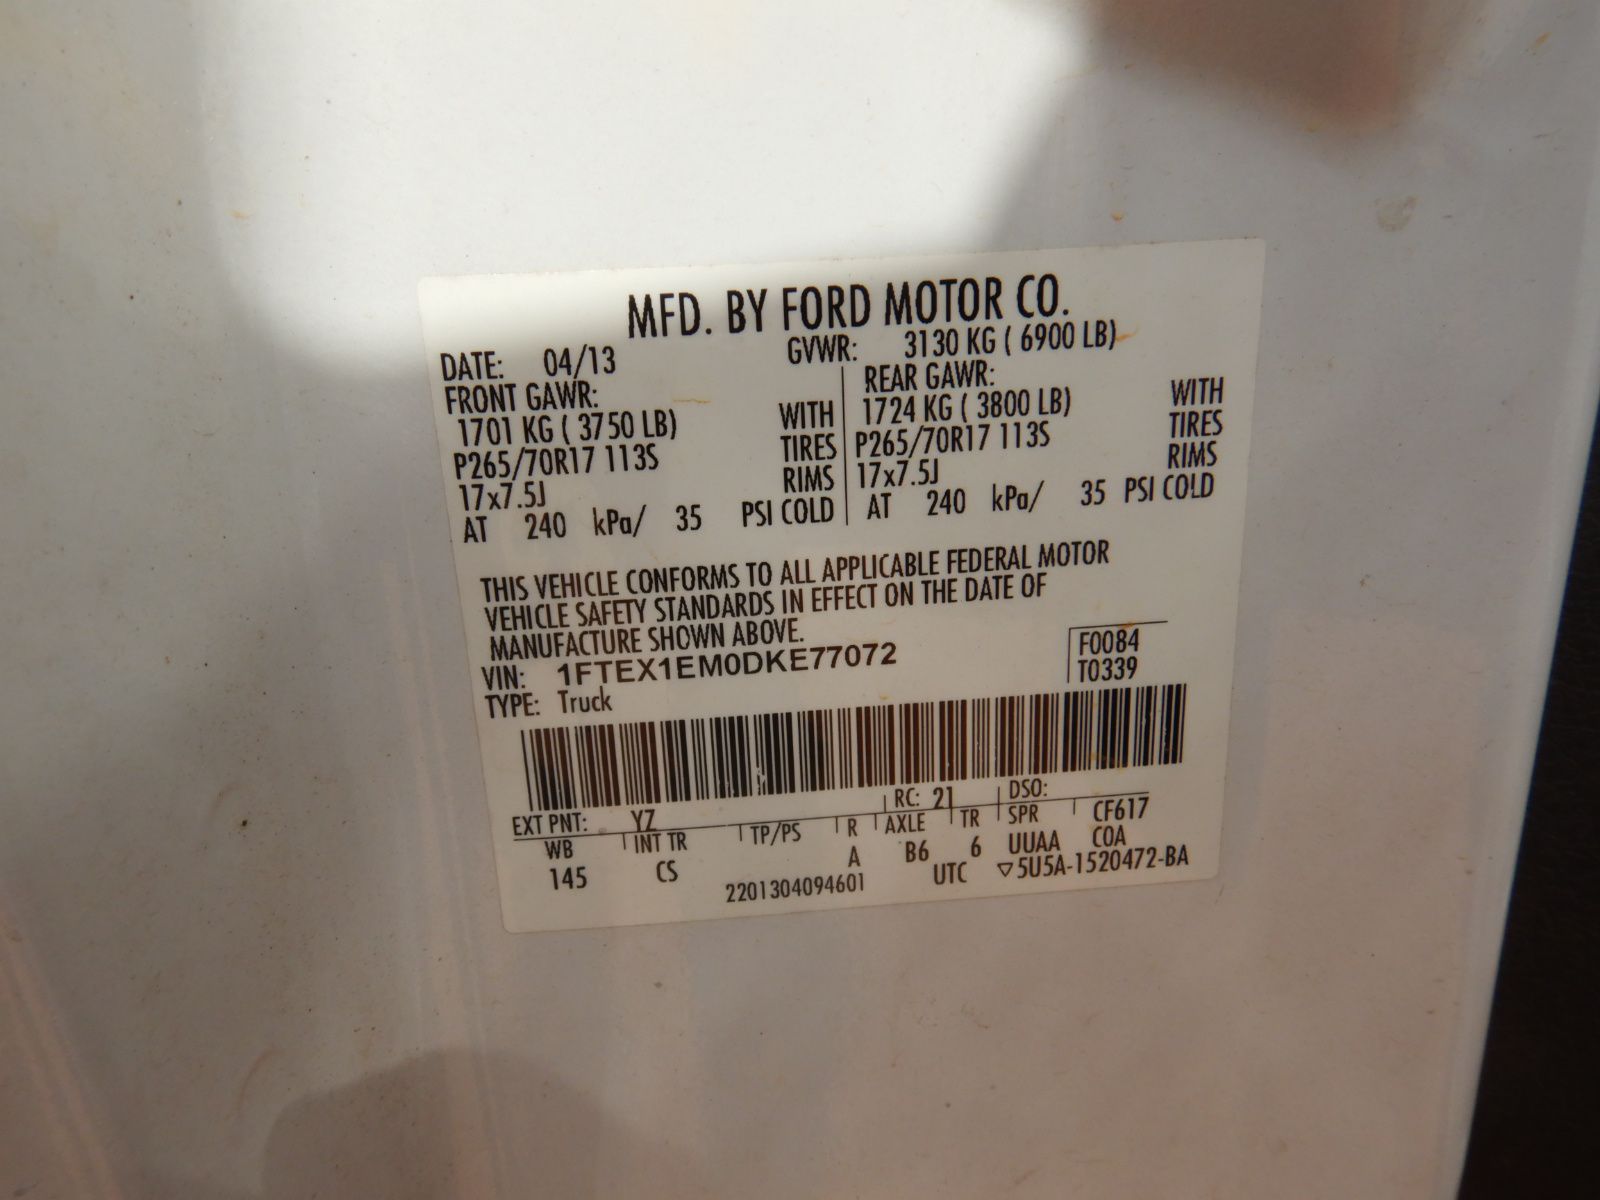 MFD. BY FORD MOTOR CO.
DATE: 04/13 GVWR: 3130 KG ( 6900 LB)
FRONT GAWR: REAR GAWR:
1701 KG ( 3750 LB) WITH 1724 KG ( 3800 LB) WITH
P265/70R17 113S TIRES P265/70R17 113S TIRES
17x7.5J RIMS 17x7.5J RIMS
AT 240 kPa/ 35 PSI COLD AT 240 kPa/ 35 PSI COLD
THIS VEHICLE CONFORMS TO ALL APPLICABLE FEDERAL MOTOR
VEHICLE SAFETY STANDARDS IN EFFECT ON THE DATE OF
MANUFACTURE SHOWN ABOVE.
VIN: 1FTEX1EM0DKE77072 F0084
TYPE: Truck T0339
EXT PNT: YZ RC: 21 DSO:
WB INT TR TP/PS R AXLE TR SPR CF617
145 CS A B6 6 UUAA COA
2201304094601 UTC ▽5U5A-1520472-BA